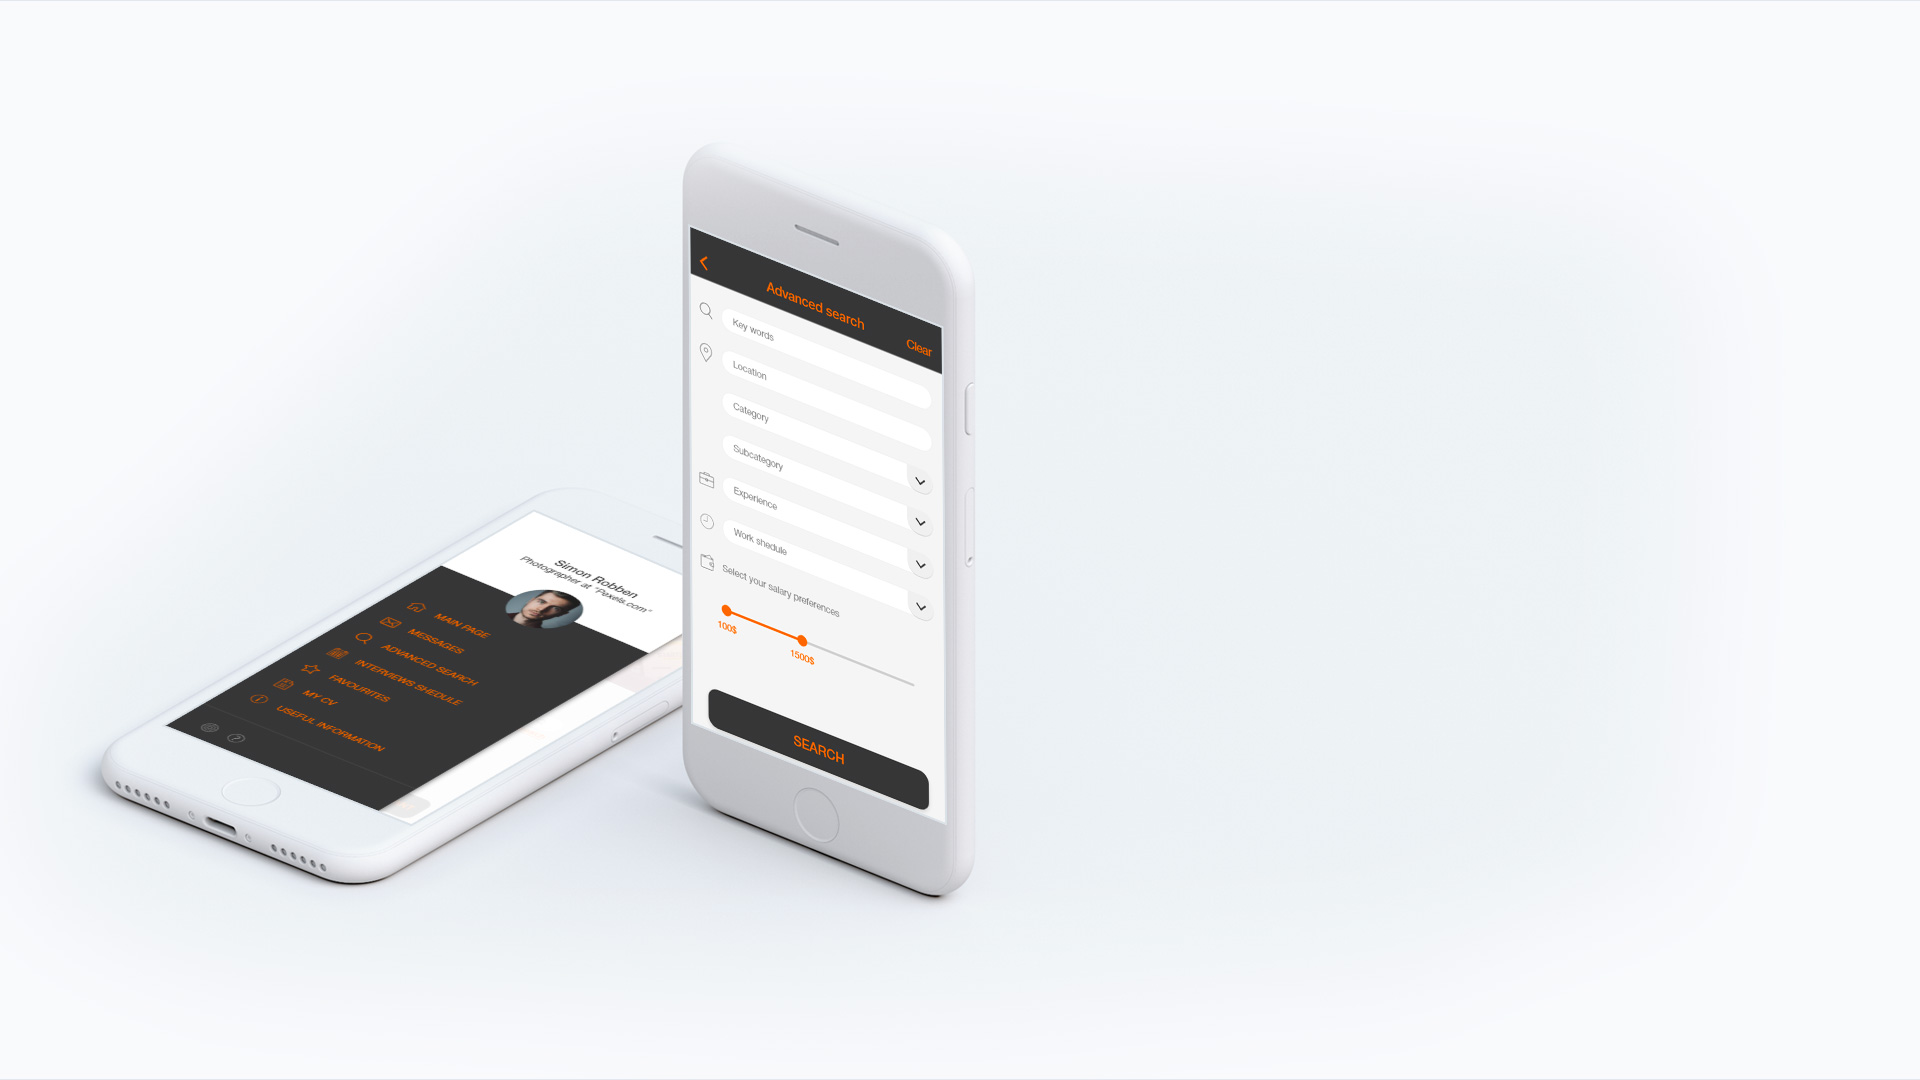 Advanced search
Clear
Key words
Location
Category
Subcategory
Experience
Work shedule
Select your salary preferences
100$
1500$
SEARCH
Simon Robben
Photographer at "Pexels.com"
MAIN PAGE
MESSAGES
ADVANCED SEARCH
INTERVIEWS SHEDULE
FAVOURITES
MY CV
USEFUL INFORMATION